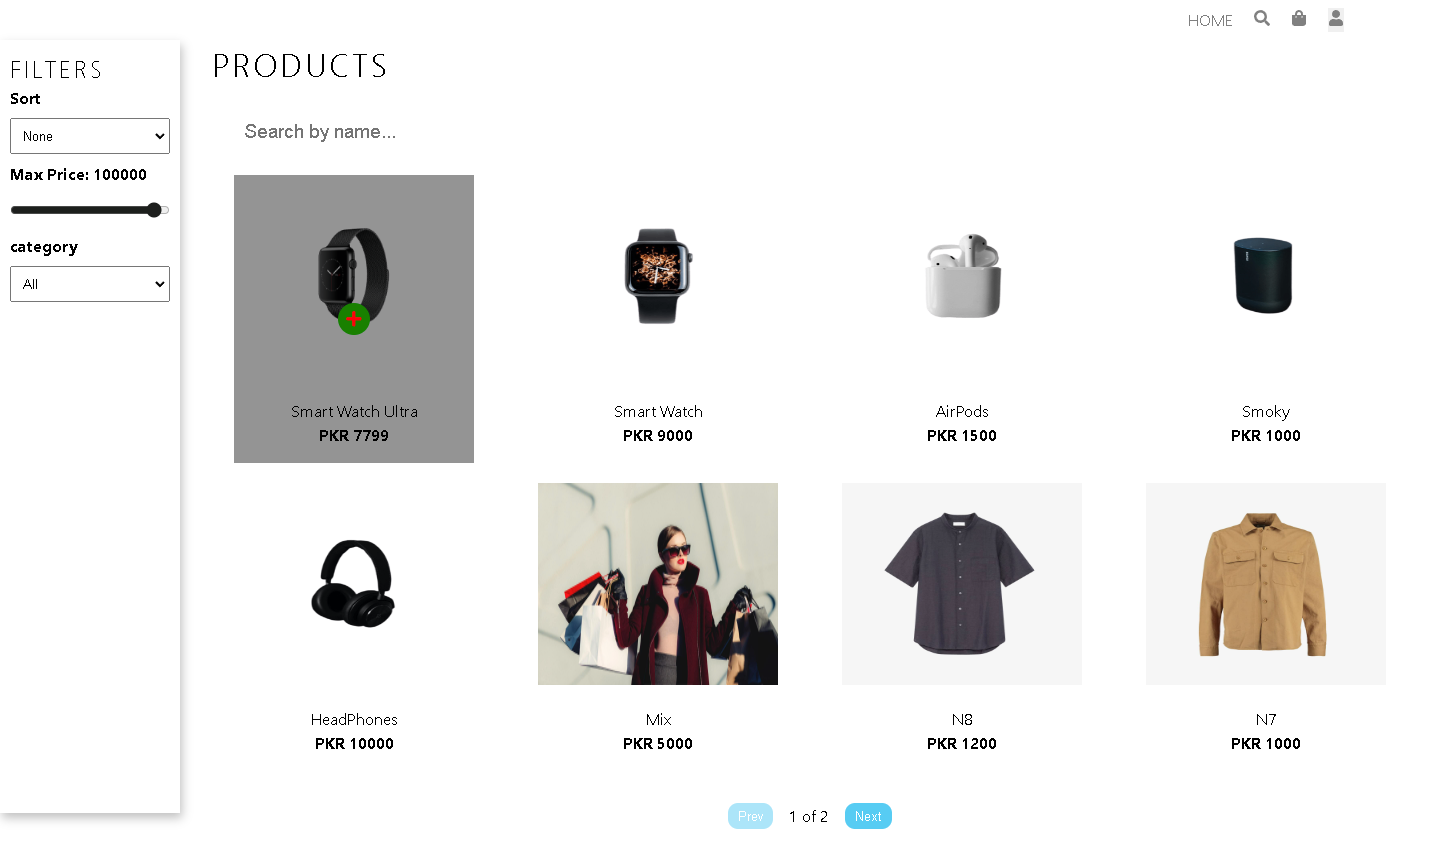 HOME
FILTERS
Sort
None
Max Price: 100000
category
All
PRODUCTS
Search by name...
Smart Watch Ultra
PKR 7799
Smart Watch
PKR 9000
AirPods
PKR 1500
Smoky
PKR 1000
HeadPhones
PKR 10000
Mix
PKR 5000
N8
PKR 1200
N7
PKR 1000
Prev
1 of 2
Next